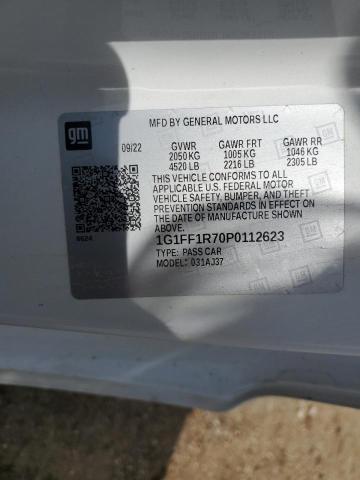 gm
MFD BY GENERAL MOTORS LLC
09/22 GVWR GAWR FRT GAWR RR
2050 KG 1005 KG 1046 KG
4520 LB 2216 LB 2305 LB
THIS VEHICLE CONFORMS TO ALL
APPLICABLE U.S. FEDERAL MOTOR
VEHICLE SAFETY, BUMPER, AND THEFT
PREVENTION STANDARDS IN EFFECT ON
THE DATE OF MANUFACTURE SHOWN
ABOVE.
1G1FF1R70P0112623
TYPE: PASS CAR
MODEL: 031AJ37